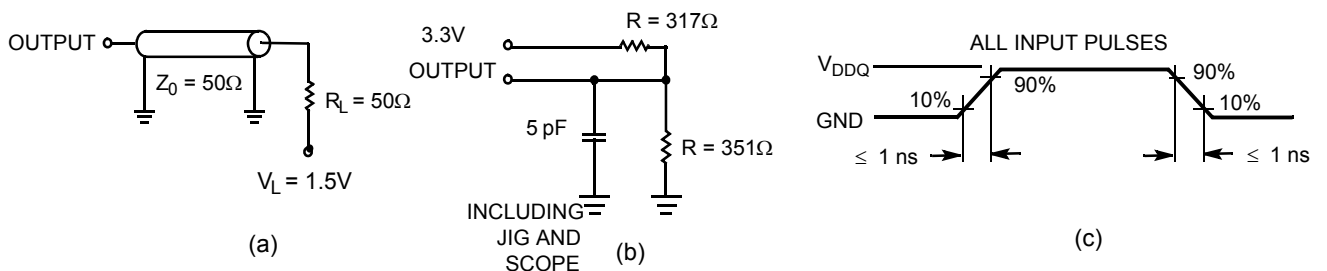 OUTPUT
Z0 = 50Ω
RL = 50Ω
VL = 1.5V
(a)
R = 317Ω
3.3V
OUTPUT
5 pF
R = 351Ω
INCLUDING
JIG AND
SCOPE
(b)
ALL INPUT PULSES
VDDQ
GND
10%
90%
90%
10%
≤ 1 ns
≤ 1 ns
(c)